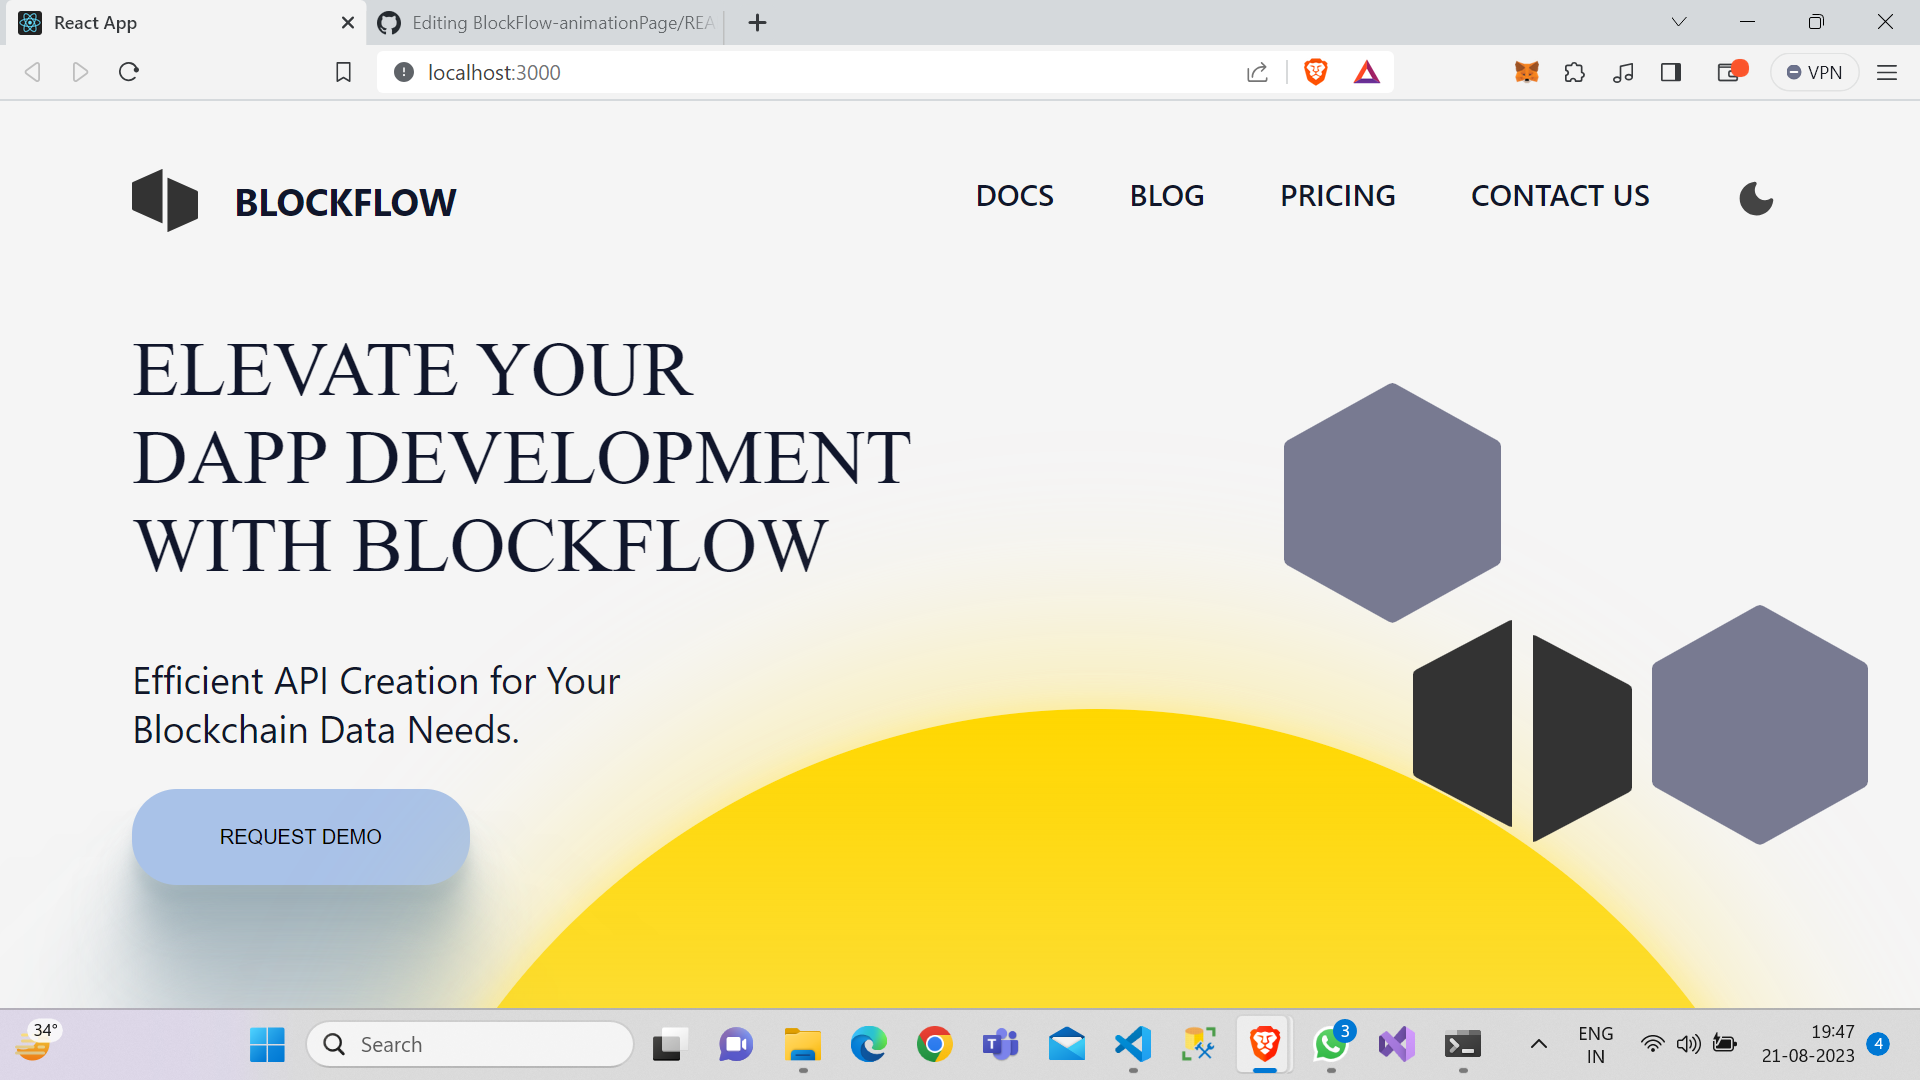 React App
Editing BlockFlow-animationPage/REA
localhost:3000
VPN
BLOCKFLOW
DOCS
BLOG
PRICING
CONTACT US
ELEVATE YOUR
DAPP DEVELOPMENT
WITH BLOCKFLOW
Efficient API Creation for Your
Blockchain Data Needs.
REQUEST DEMO
34°
Search
T
3
ENG
IN
19:47
21-08-2023
4